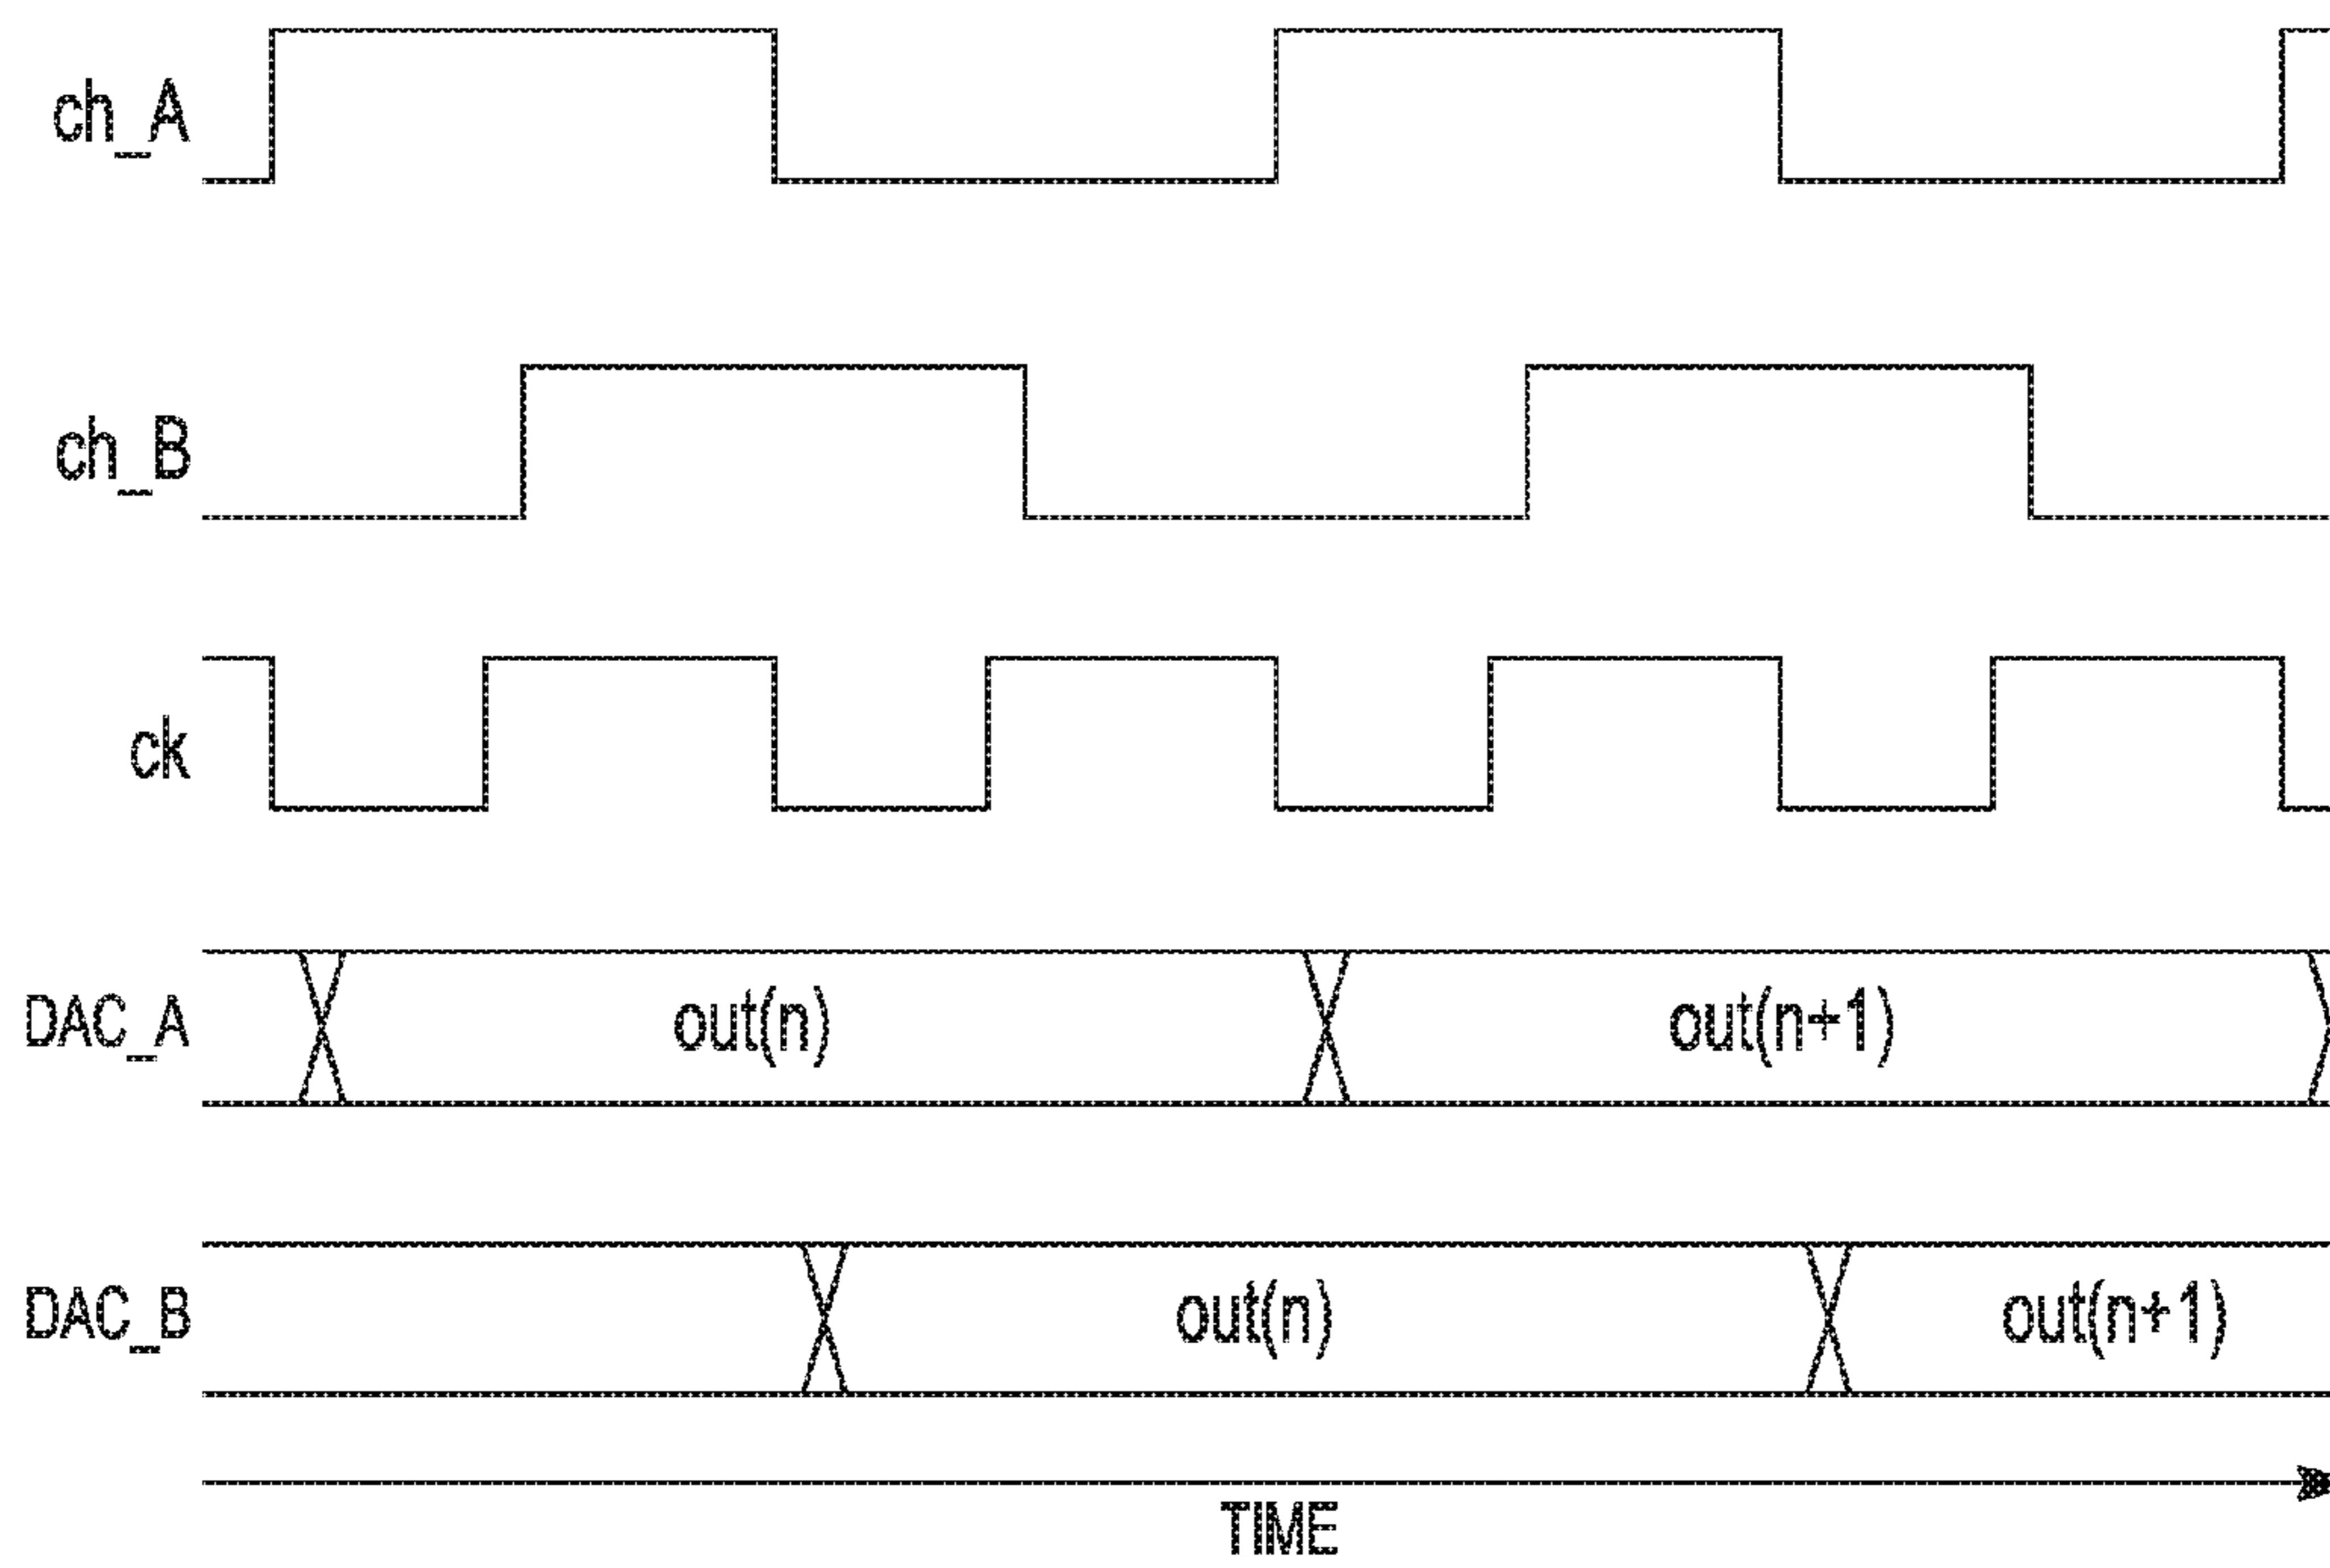 ch_A
ch_B
ck
DAC_A out(n) out(n+1)
DAC_B out(n) out(n+1)
TIME